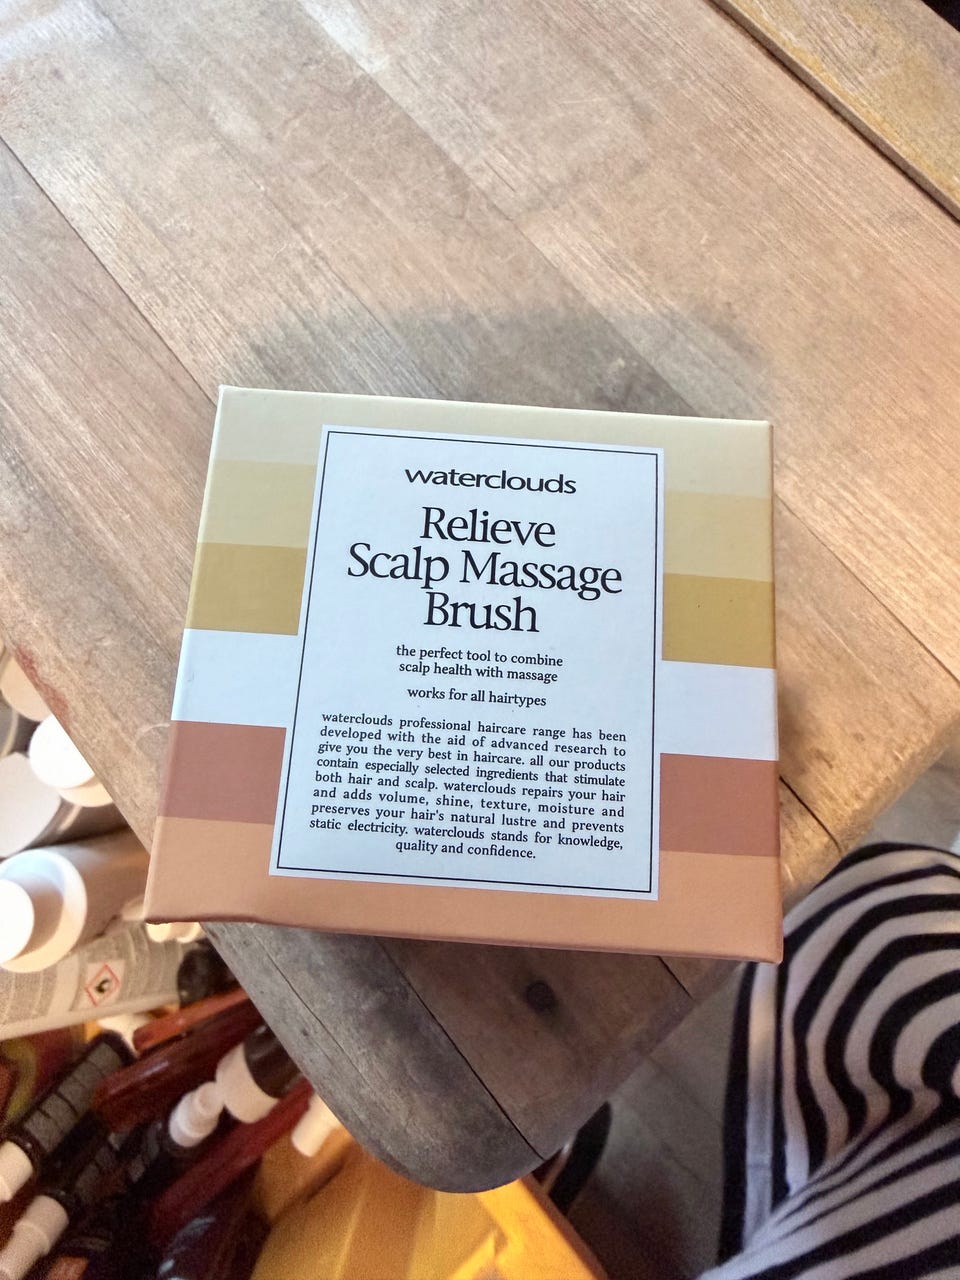 waterclouds
Relieve
Scalp Massage
Brush
the perfect tool to combine
scalp health with massage
works for all hairtypes
waterclouds professional haircare range has been
developed with the aid of advanced research to
give you the very best in haircare. all our products
contain especially selected ingredients that stimulate
both hair and scalp. waterclouds repairs your hair
and adds volume, shine, texture, moisture and
preserves your hair's natural lustre and prevents
static electricity. waterclouds stands for knowledge,
quality and confidence.